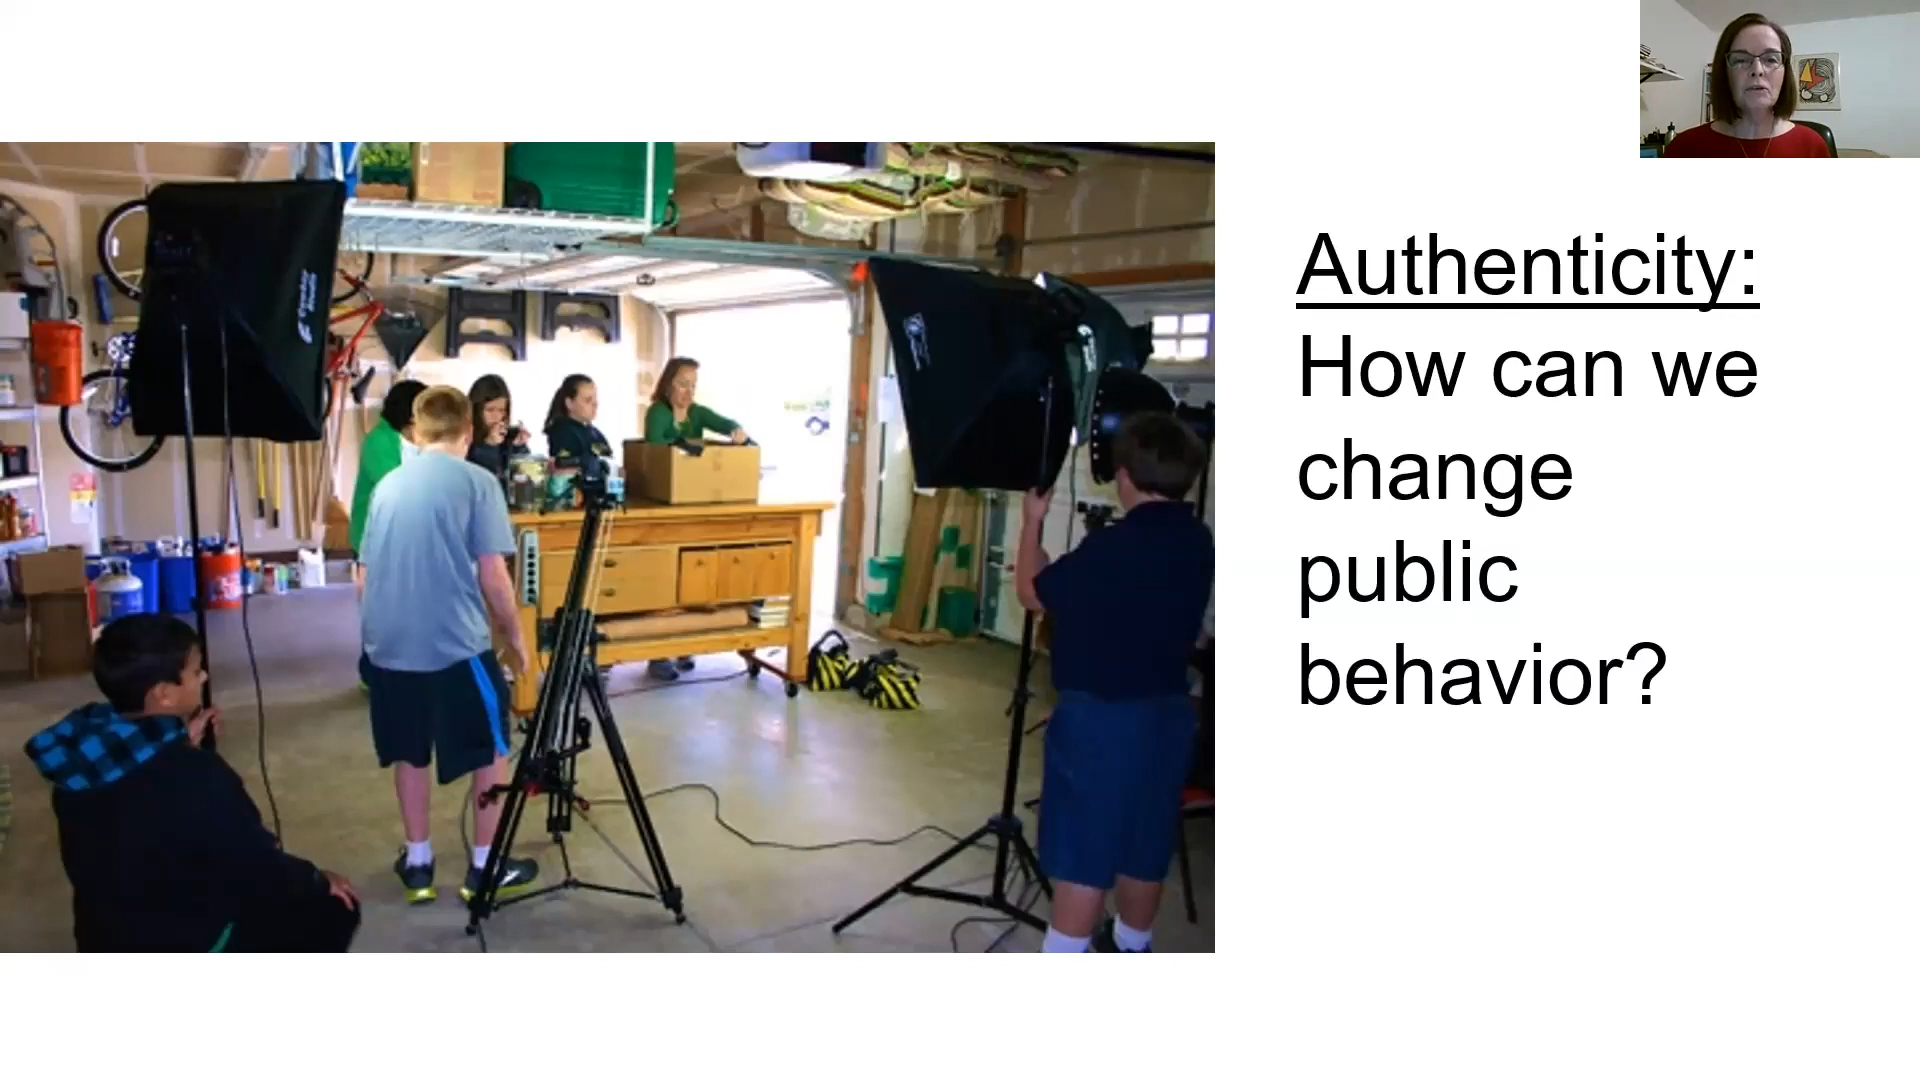 Authenticity:
How can we
change
public
behavior?